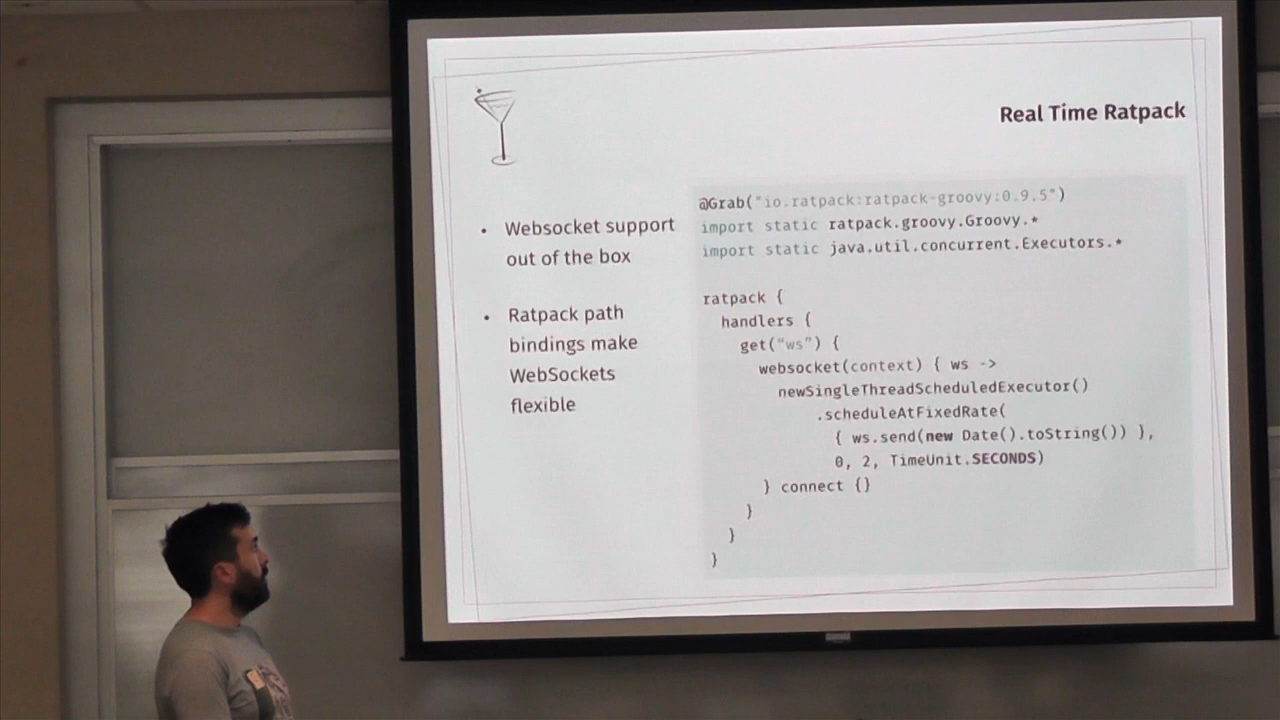 Real Time Ratpack
• Websocket support
out of the box
• Ratpack path
bindings make
WebSockets
flexible
@Grab("io.ratpack:ratpack-groovy:0.9.5")
import static ratpack.groovy.Groovy.*
import static java.util.concurrent.Executors.*
ratpack {
handlers {
get("ws") {
websocket(context) { ws ->
newSingleThreadScheduledExecutor()
.scheduleAtFixedRate(
{ ws.send(new Date().toString()) },
0, 2, TimeUnit.SECONDS)
} connect {}
}
}
}